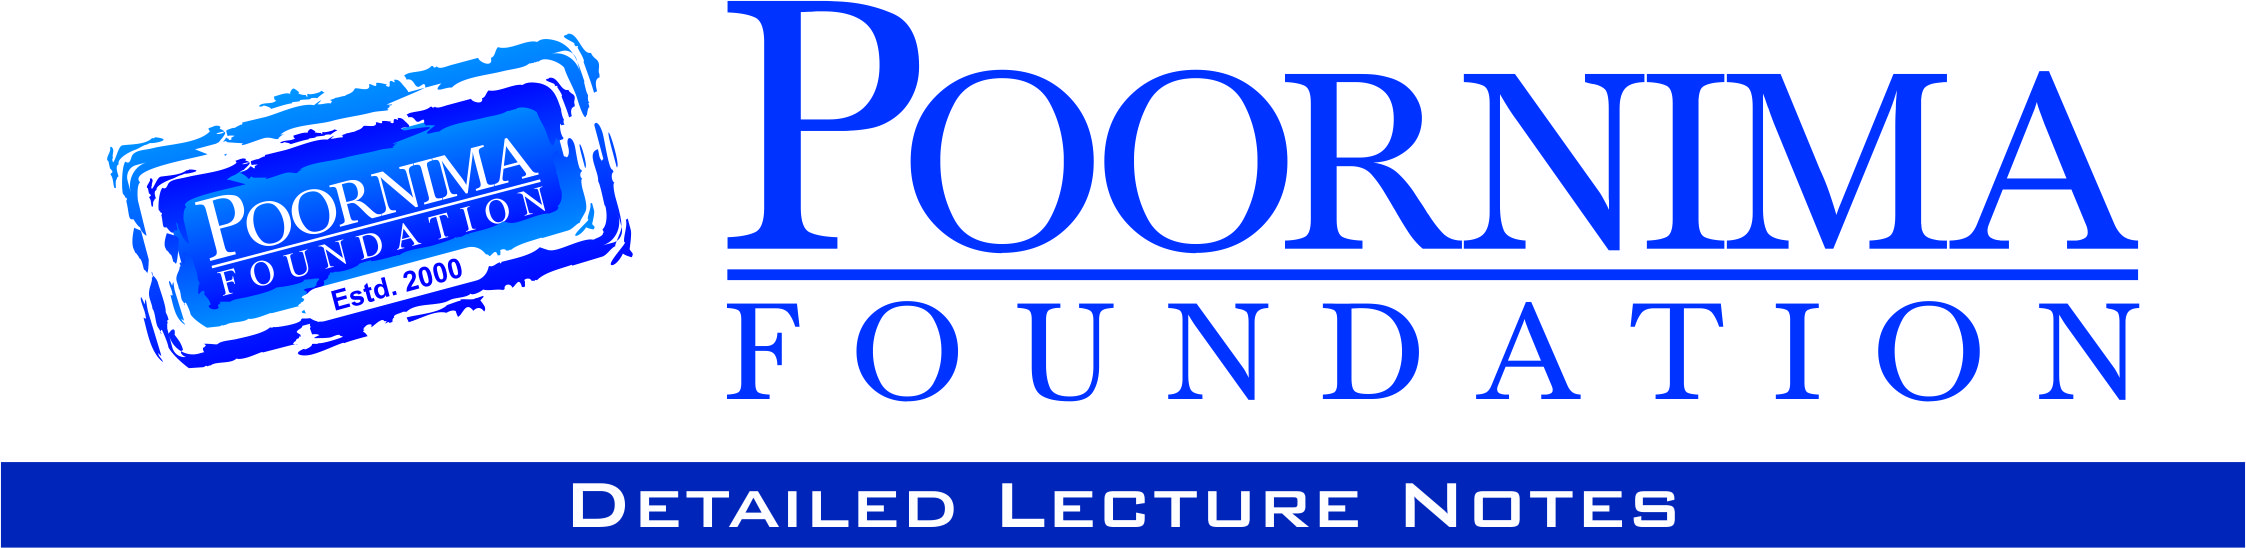 POORNIMA
FOUNDATION
Estd. 2000
POORNIMA
FOUNDATION
DETAILED LECTURE NOTES